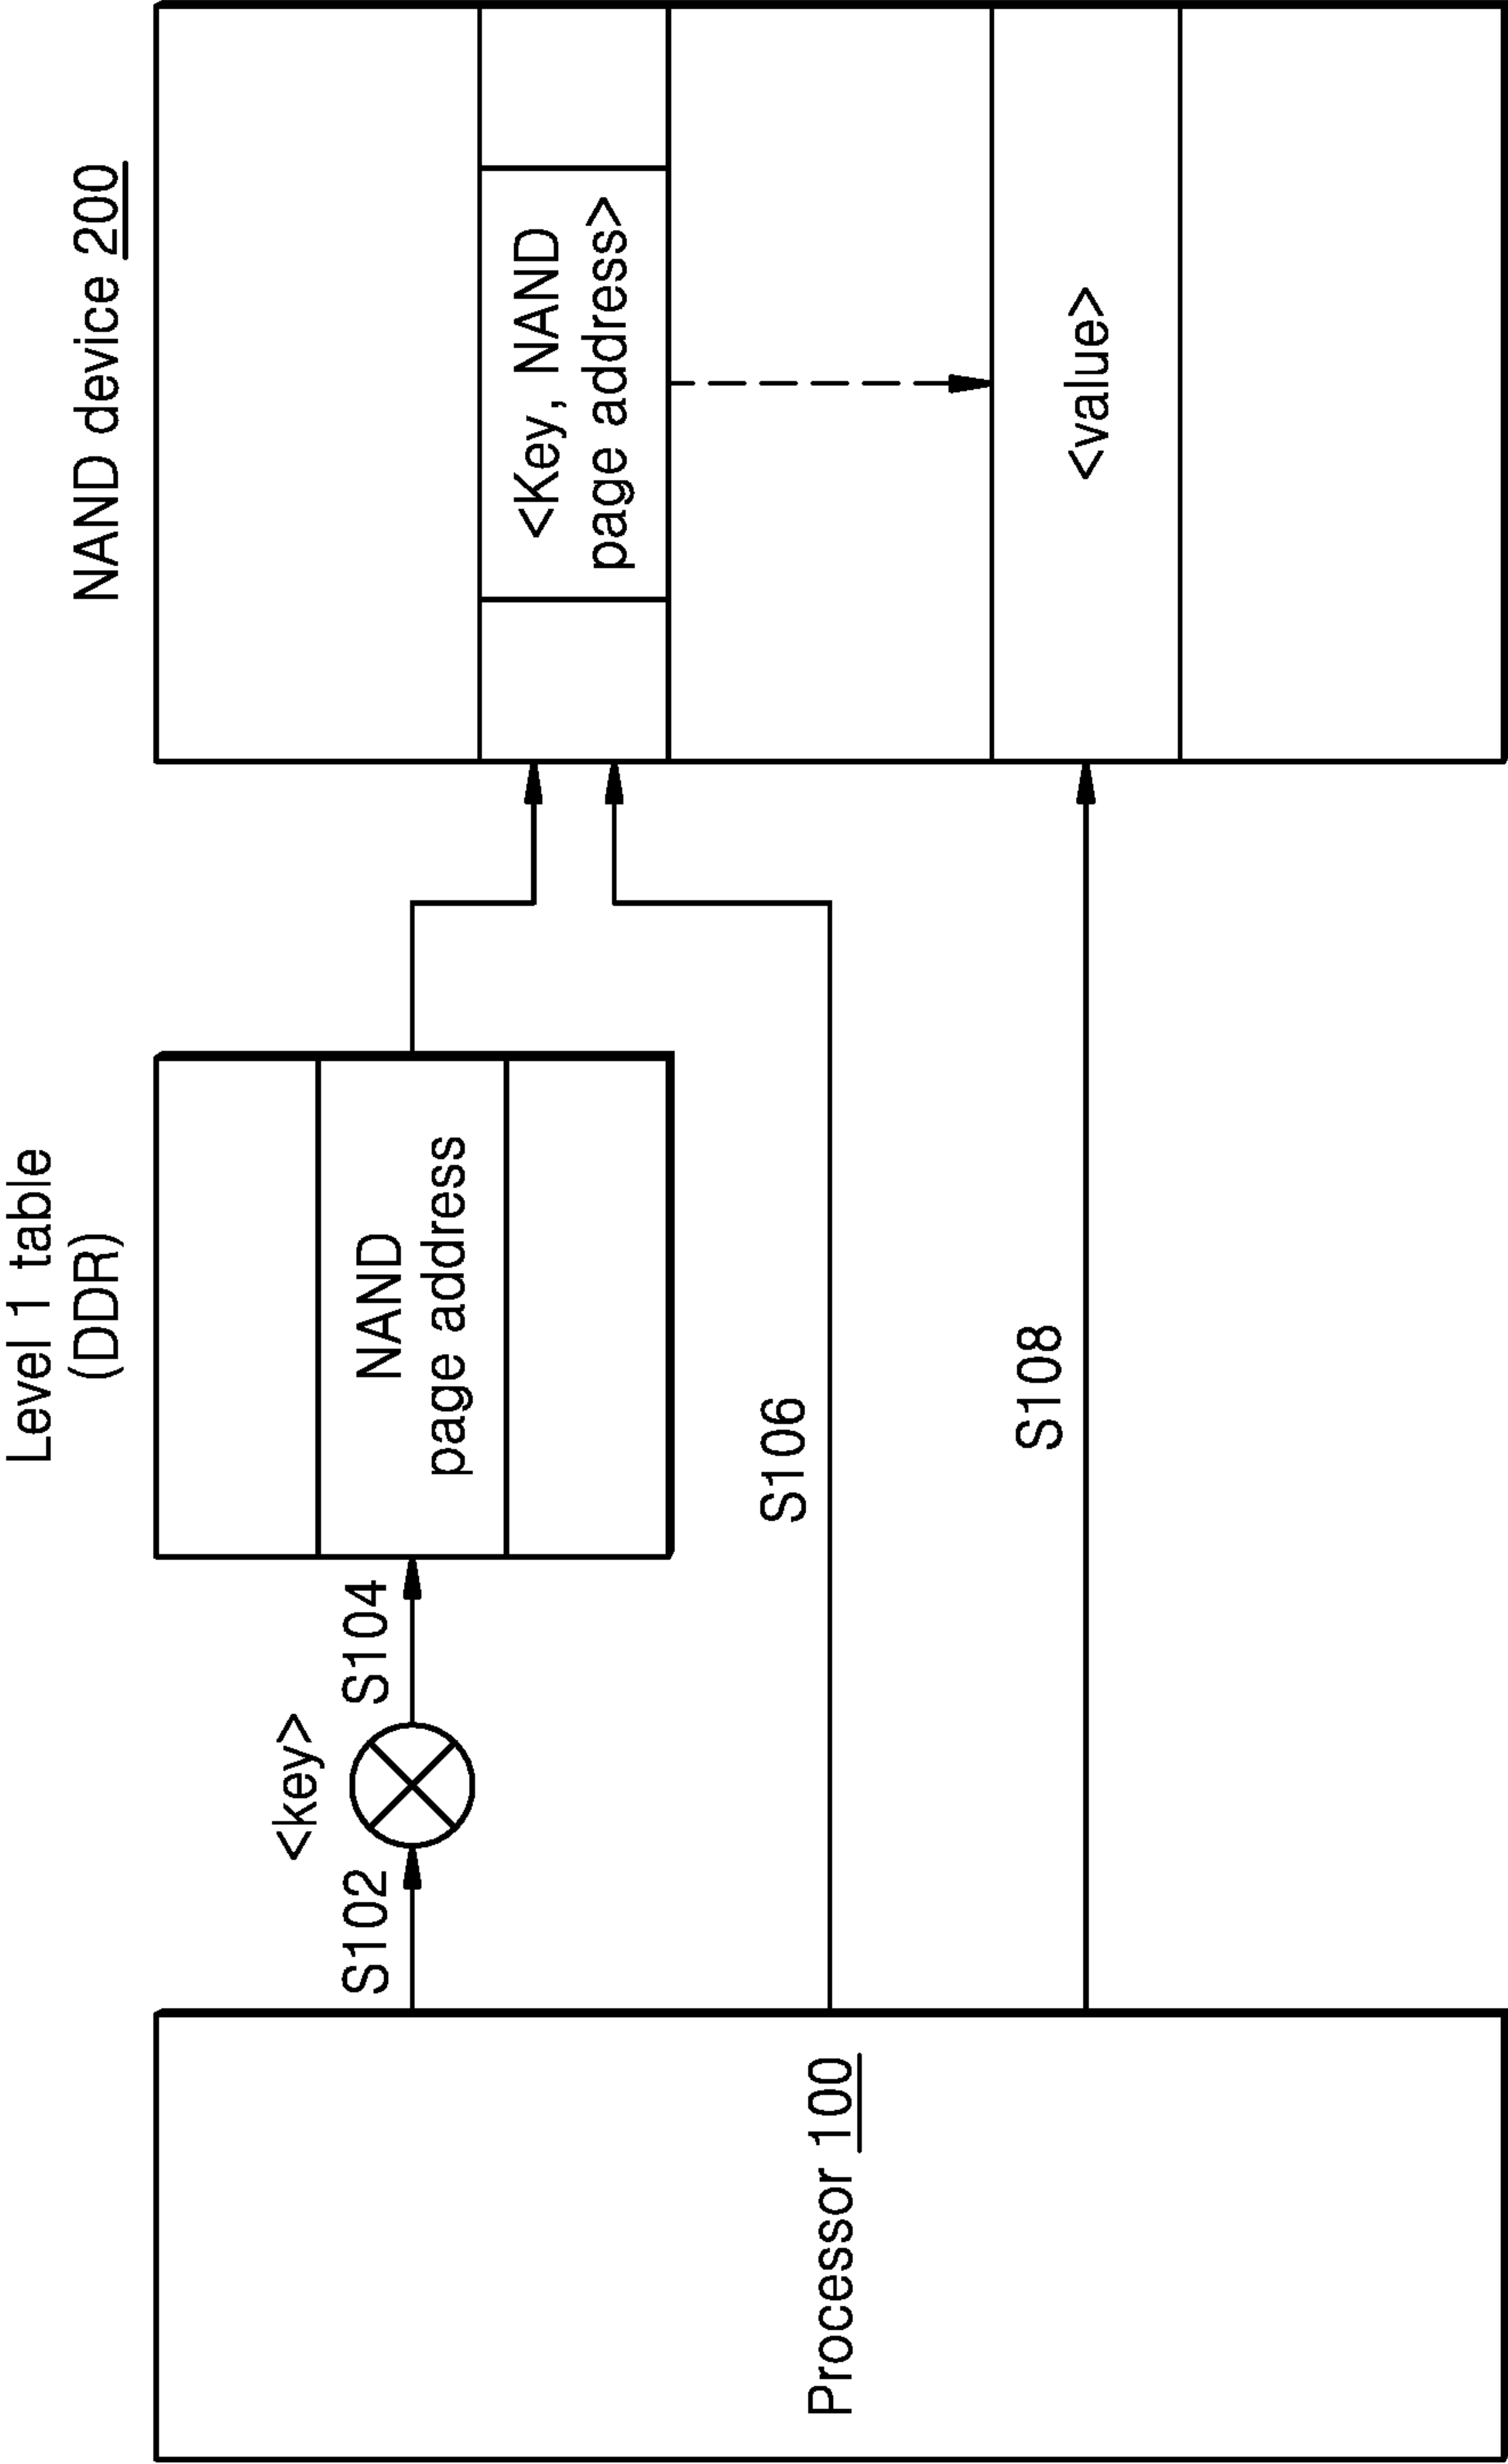 Level 1 table
(DDR)
NAND device 200
<key>
S102
S104
NAND
page address
<Key, NAND
page address>
S106
Processor 100
S108
<value>